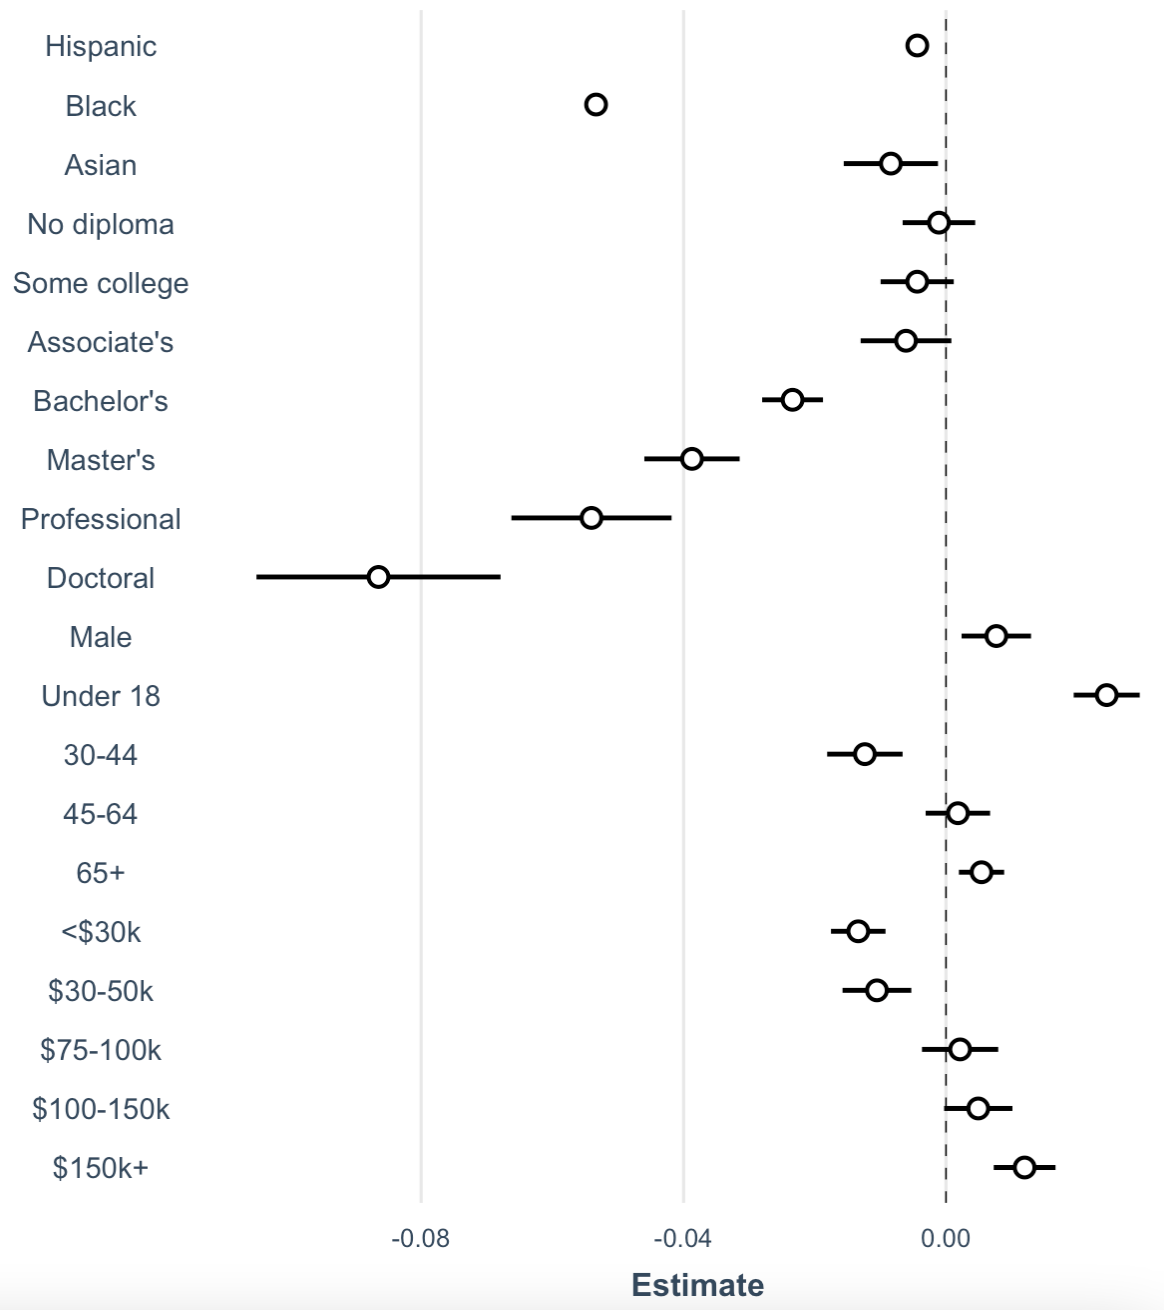 Hispanic
Black
Asian
No diploma
Some college
Associate's
Bachelor's
Master's
Professional
Doctoral
Male
Under 18
30-44
45-64
65+
<$30k
$30-50k
$75-100k
$100-150k
$150k+
-0.08 -0.04 0.00
Estimate